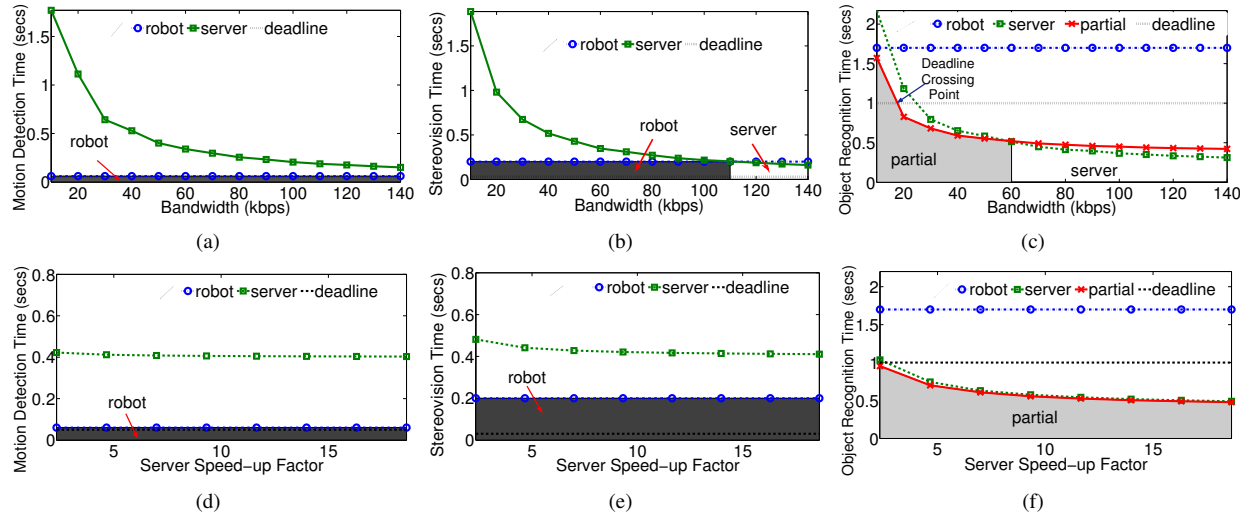 Motion Detection Time (secs)
1.5
1
0.5
0
robot server deadline
robot
20 40 60 80 100 120 140
Bandwidth (kbps)
(a)
Stereovision Time (secs)
1.5
1
0.5
0
robot server deadline
robot
server
20 40 60 80 100 120 140
Bandwidth (kbps)
(b)
Object Recognition Time (secs)
2
1.5
1
0.5
0
robot server partial deadline
Deadline
Crossing
Point
partial
server
20 40 60 80 100 120 140
Bandwidth (kbps)
(c)
Motion Detection Time (secs)
0.8
0.6
0.4
0.2
0
robot server deadline
robot
5 10 15
Server Speed-up Factor
(d)
Stereovision Time (secs)
0.8
0.6
0.4
0.2
0
robot server deadline
robot
5 10 15
Server Speed-up Factor
(e)
Object Recognition Time (secs)
2
1.5
1
0.5
0
robot server partial deadline
partial
5 10 15
Server Speed-up Factor
(f)